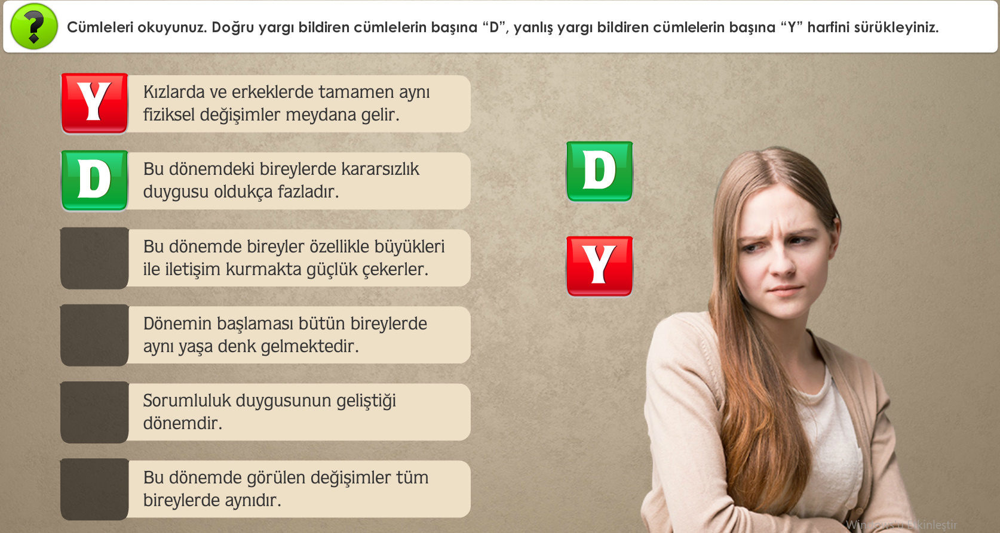 ?
Cümleleri okuyunuz. Doğru yargı bildiren cümlelerin başına “D”, yanlış yargı bildiren cümlelerin başına “Y” harfini sürükleyiniz.
Y
Kızlarda ve erkeklerde tamamen aynı
fiziksel değişimler meydana gelir.
D
Bu dönemdeki bireylerde kararsızlık
duygusu oldukça fazladır.
Bu dönemde bireyler özellikle büyükleri
ile iletişim kurmakta güçlük çekerler.
Dönemin başlaması bütün bireylerde
aynı yaşa denk gelmektedir.
Sorumluluk duygusunun geliştiği
dönemdir.
Bu dönemde görülen değişimler tüm
bireylerde aynıdır.
D
Y